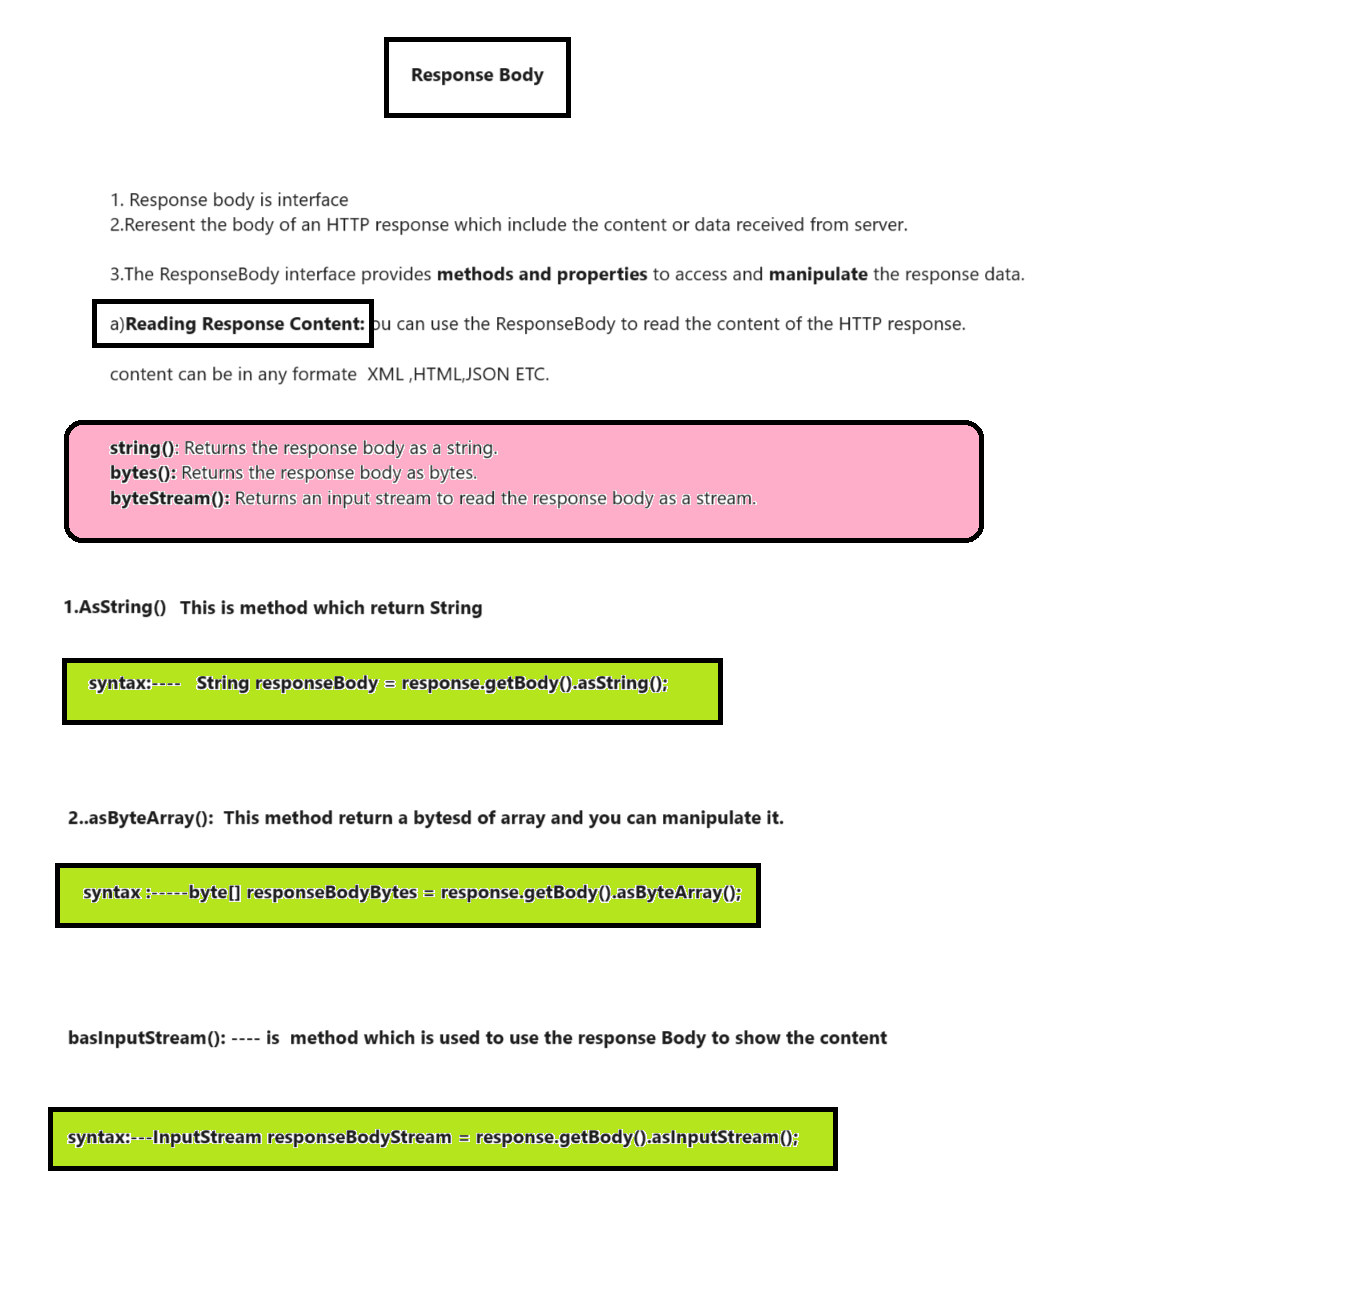 Response Body
1. Response body is interface
2.Reresent the body of an HTTP response which include the content or data received from server.
3.The ResponseBody interface provides methods and properties to access and manipulate the response data.
a)Reading Response Content: ou can use the ResponseBody to read the content of the HTTP response.
content can be in any formate  XML ,HTML,JSON ETC.
string(): Returns the response body as a string.
bytes(): Returns the response body as bytes.
byteStream(): Returns an input stream to read the response body as a stream.
1.AsString()  This is method which return String
syntax:----   String responseBody = response.getBody().asString();
2..asByteArray():  This method return a bytesd of array and you can manipulate it.
syntax :-----byte[] responseBodyBytes = response.getBody().asByteArray();
basInputStream(): ---- is  method which is used to use the response Body to show the content
syntax:---InputStream responseBodyStream = response.getBody().asInputStream();